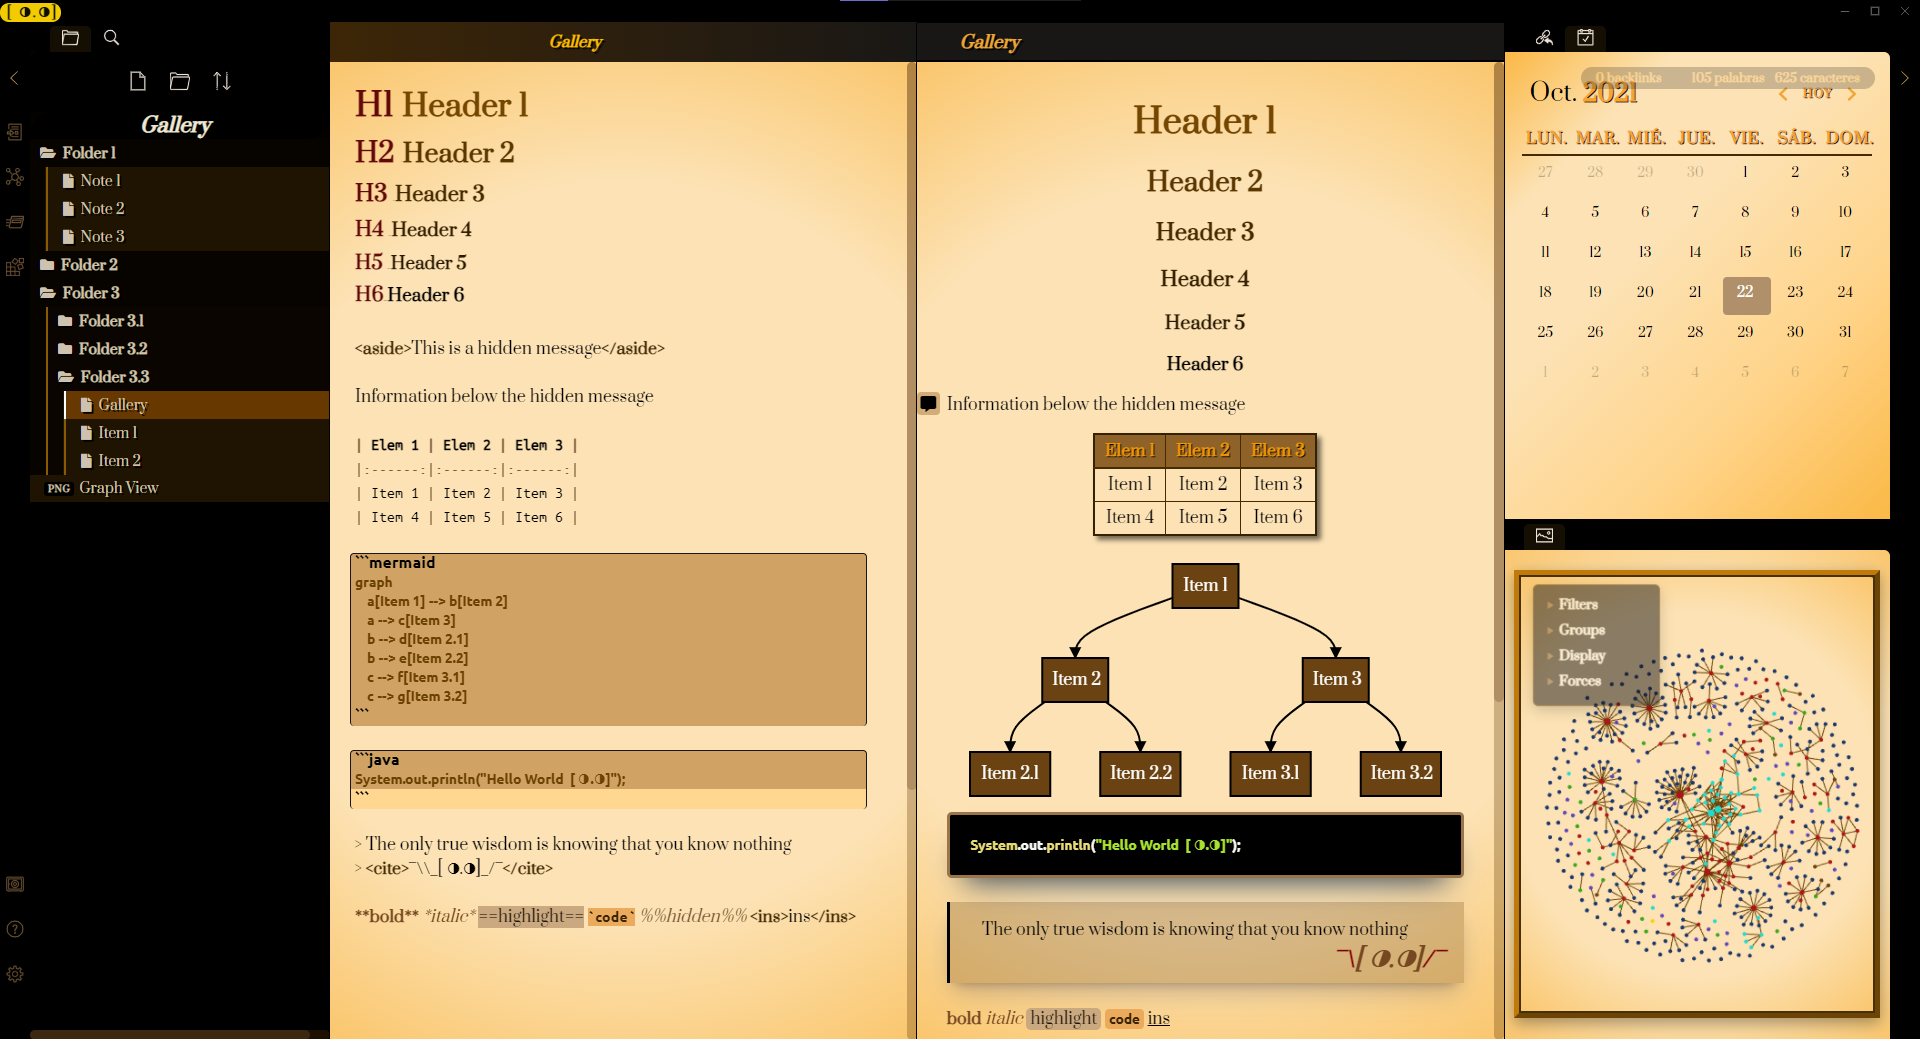 [ ◑.◑]
Gallery
Folder 1
Note 1
Note 2
Note 3
Folder 2
Folder 3
Folder 3.1
Folder 3.2
Folder 3.3
Gallery
Item 1
Item 2
PNG Graph View
Gallery
H1 Header 1
H2 Header 2
H3 Header 3
H4 Header 4
H5 Header 5
H6 Header 6
<aside>This is a hidden message</aside>
Information below the hidden message
| Elem 1 | Elem 2 | Elem 3 |
|:------:|:------:|:------:|
| Item 1 | Item 2 | Item 3 |
| Item 4 | Item 5 | Item 6 |
```mermaid
graph
a[Item 1] --> b[Item 2]
a --> c[Item 3]
b --> d[Item 2.1]
b --> e[Item 2.2]
c --> f[Item 3.1]
c --> g[Item 3.2]
```
```java
System.out.println("Hello World [ ◑.◑]");
```
> The only true wisdom is knowing that you know nothing
> <cite>¯\\_[ ◑.◑]_/¯</cite>
**bold** *italic* ==highlight== `code` %%hidden%% <ins>ins</ins>
Gallery
Header 1
Header 2
Header 3
Header 4
Header 5
Header 6
Information below the hidden message
Elem 1 Elem 2 Elem 3
Item 1 Item 2 Item 3
Item 4 Item 5 Item 6
Item 1
Item 2 Item 3
Item 2.1 Item 2.2 Item 3.1 Item 3.2
System.out.println("Hello World [ ◑.◑]");
The only true wisdom is knowing that you know nothing
¯\[ ◑.◑]/¯
bold italic highlight code ins
0 backlinks 105 palabras 625 caracteres
Oct. 2021 < HOY >
LUN. MAR. MIÉ. JUE. VIE. SÁB. DOM.
27 28 29 30 1 2 3
4 5 6 7 8 9 10
11 12 13 14 15 16 17
18 19 20 21 22 23 24
25 26 27 28 29 30 31
1 2 3 4 5 6 7
Filters
Groups
Display
Forces